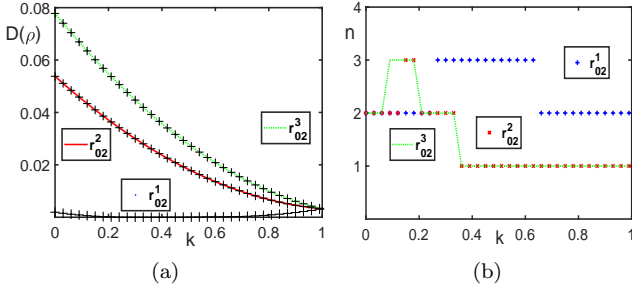 0.08
D(ρ)
0.06
0.04
0.02
r₀₂³
r₀₂²
r₀₂¹
0 0.2 0.4 0.6 0.8 1
k
(a)
n
4
3
2
1
r₀₂¹
r₀₂²
r₀₂³
0 0.2 0.4 0.6 0.8 1
k
(b)